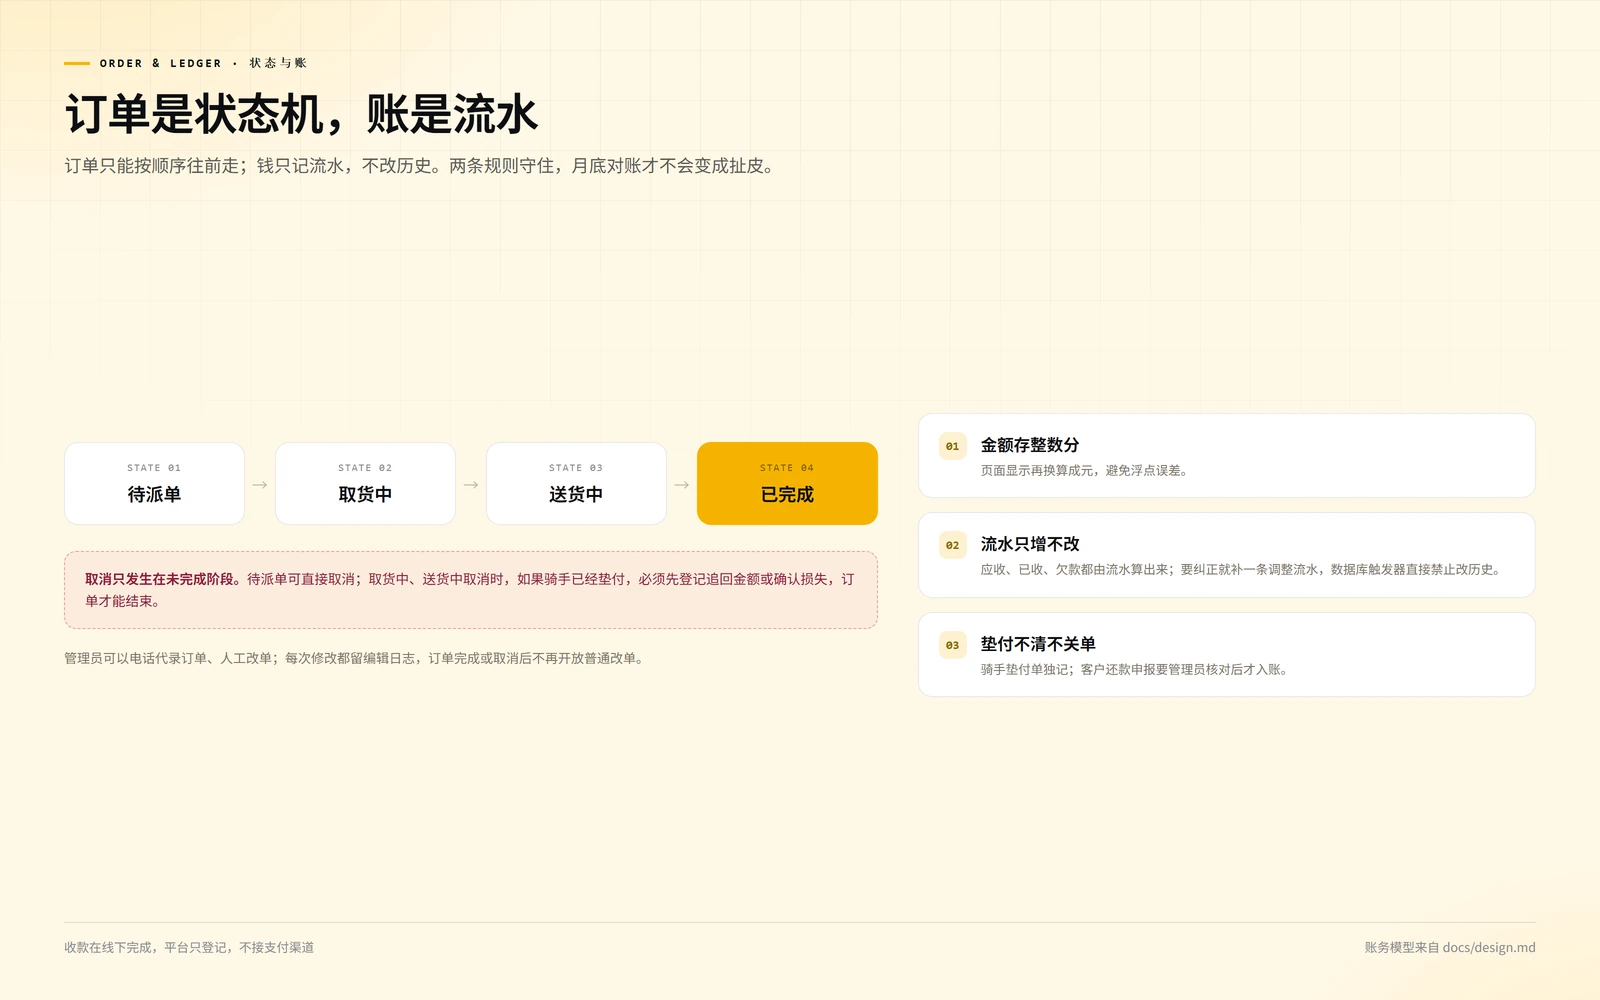 ORDER & LEDGER · 状态与账
订单是状态机，账是流水
订单只能按顺序往前走；钱只记流水，不改历史。两条规则守住，月底对账才不会变成扯皮。
STATE 01
待派单
→
STATE 02
取货中
→
STATE 03
送货中
→
STATE 04
已完成
取消只发生在未完成阶段。待派单可直接取消；取货中、送货中取消时，如果骑手已经垫付，必须先登记追回金额或确认损失，订
单才能结束。
管理员可以电话代录订单、人工改单；每次修改都留编辑日志，订单完成或取消后不再开放普通改单。
01
金额存整数分
页面显示再换算成元，避免浮点误差。
02
流水只增不改
应收、已收、欠款都由流水算出来；要纠正就补一条调整流水，数据库触发器直接禁止改历史。
03
垫付不清不关单
骑手垫付单独记；客户还款申报要管理员核对后才入账。
收款在线下完成，平台只登记，不接支付渠道
账务模型来自 docs/design.md